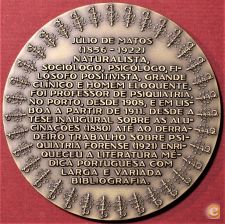 JÚLIO DE MATOS
(1856-1922)
NATURALISTA,
SOCIÓLOGO, PSICÓLOGO, FI-
LÓSOFO POSITIVISTA, GRANDE
CLÍNICO E HOMEM ELOQUENTE,
FOI PROFESSOR DE PSIQUIATRIA
NO PORTO, DESDE 1908, E EM LIS-
BOA A PARTIR DE 1911. DESDE A
TESE INAUGURAL SOBRE AS ALU-
CINAÇÕES (1880) ATÉ AO DERRA-
DEIRO TRABALHO SOBRE PSI-
QUIATRIA FORENSE (1921) ENRI-
QUECEU A LITERATURA MÉ-
DICA PORTUGUESA COM
LARGA E VARIADA
BIBLIOGRAFIA.